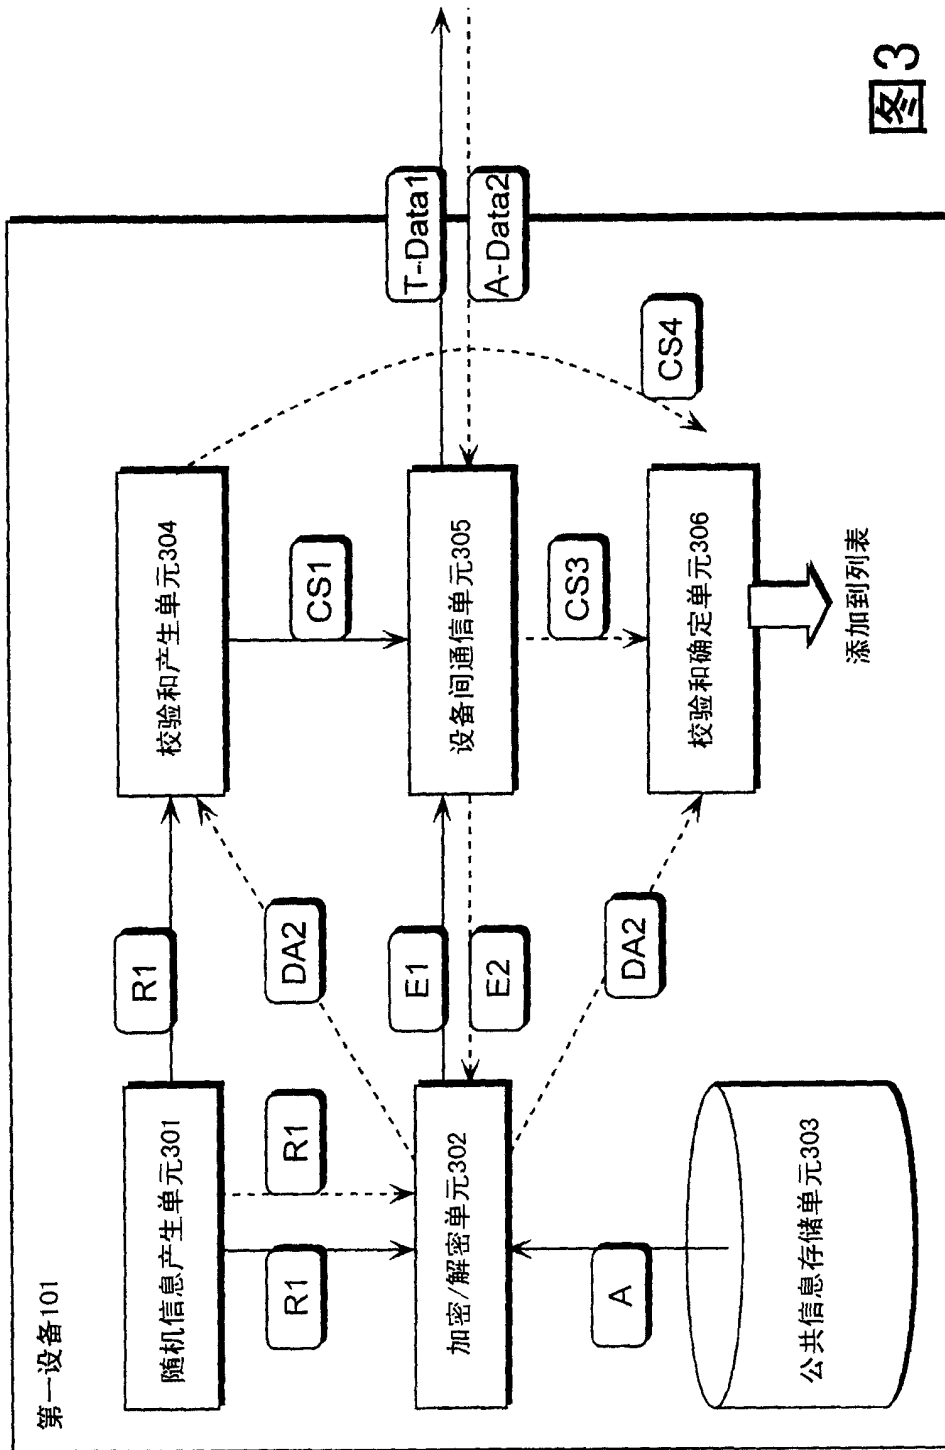 第一设备101
随机信息产生单元301
R1
校验和产生单元304
R1
R1
DA2
CS1
加密/解密单元302
E1
E2
设备间通信单元305
T-Data1
A-Data2
A
DA2
CS3
CS4
公共信息存储单元303
校验和确定单元306
添加到列表
图3